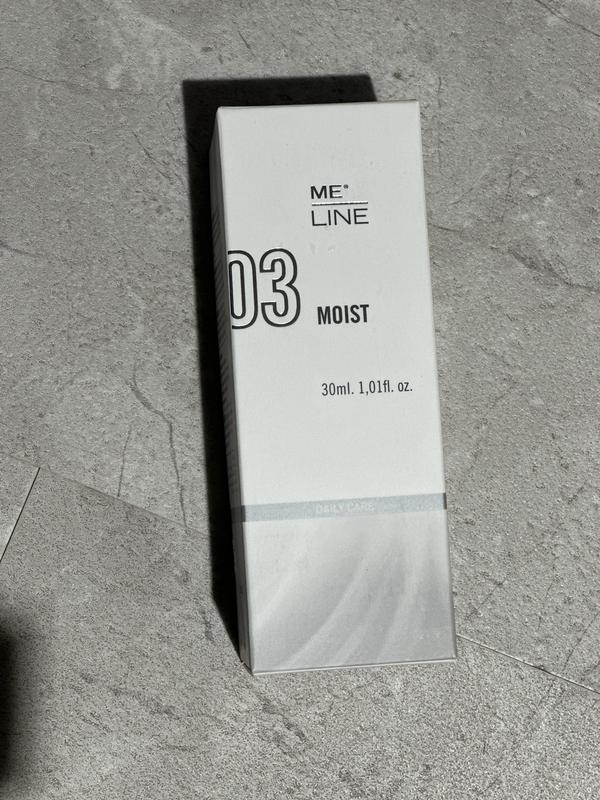 ME®
LINE
03
MOIST
30ml. 1,01fl. oz.
DAILY CARE